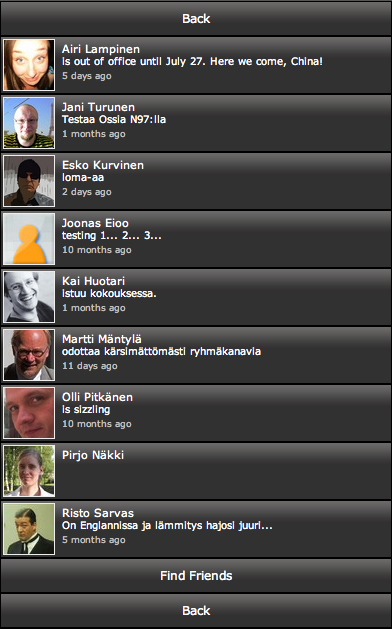 Back
Airi Lampinen
is out of office until July 27. Here we come, China!
5 days ago
Jani Turunen
Testaa Ossia N97:lla
1 months ago
Esko Kurvinen
loma-aa
2 days ago
Joonas Eioo
testing 1... 2... 3...
10 months ago
Kai Huotari
istuu kokouksessa.
1 months ago
Martti Mäntylä
odottaa kärsimättömästi ryhmäkanavia
11 days ago
Olli Pitkänen
is sizzling
10 months ago
Pirjo Näkki
Risto Sarvas
On Englannissa ja lämmitys hajosi juuri...
5 months ago
Find Friends
Back